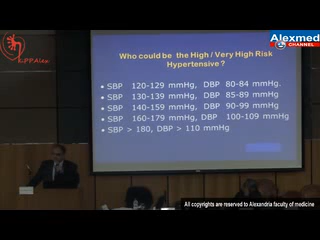 Alexmed
CHANNEL
APPAlex
Who could be the High / Very High Risk
Hypertensive ?
• SBP 120-129 mmHg, DBP 80-84 mmHg.
• SBP 130-139 mmHg, DBP 85-89 mmHg
• SBP 140-159 mmHg, DBP 90-99 mmHg
• SBP 160-179 mmHg, DBP 100-109 mmHg
• SBP > 180, DBP > 110 mmHg
All copyrights are reserved to Alexandria faculty of medicine